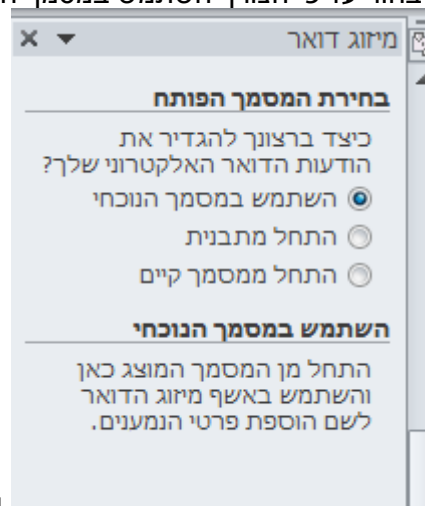 מיזוג דואר
בחירת המסמך הפותח
כיצד ברצונך להגדיר את
הודעות הדואר האלקטרוני שלך?
השתמש במסמך הנוכחי
התחל מתבנית
התחל ממסמך קיים
השתמש במסמך הנוכחי
התחל מן המסמך המוצג כאן
והשתמש באשף מיזוג הדואר
לשם הוספת פרטי הנמענים.